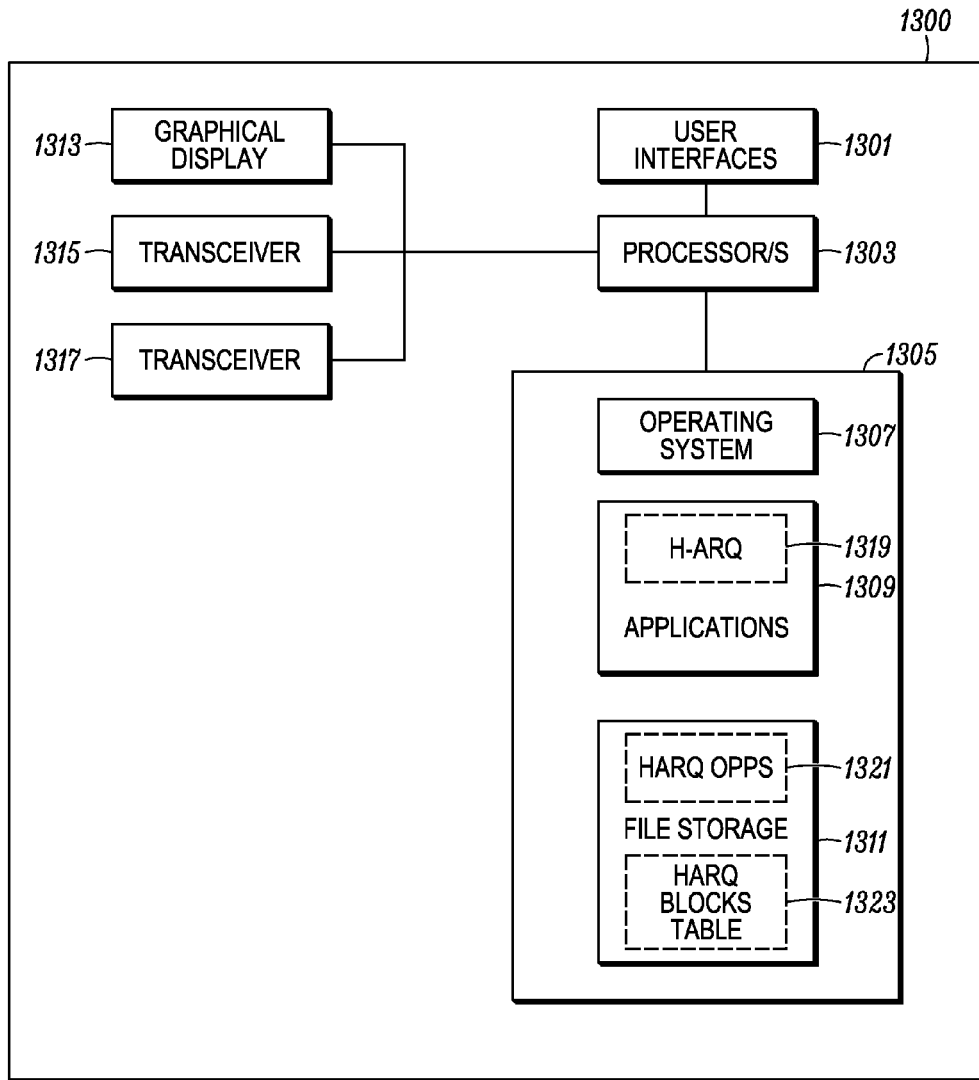 1300
1313
GRAPHICAL
DISPLAY
USER
INTERFACES
1301
1315
TRANSCEIVER
PROCESSOR/S
1303
1317
TRANSCEIVER
1305
OPERATING
SYSTEM
1307
H-ARQ
1319
1309
APPLICATIONS
HARQ OPPS
1321
FILE STORAGE
1311
HARQ
BLOCKS
TABLE
1323